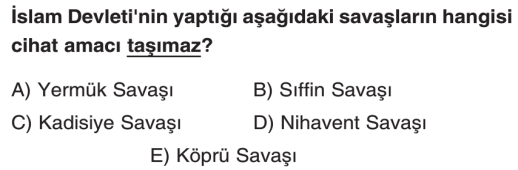 İslam Devleti'nin yaptığı aşağıdaki savaşların hangisi
cihat amacı taşımaz?
A) Yermük Savaşı B) Sıffin Savaşı
C) Kadisiye Savaşı D) Nihavent Savaşı
E) Köprü Savaşı